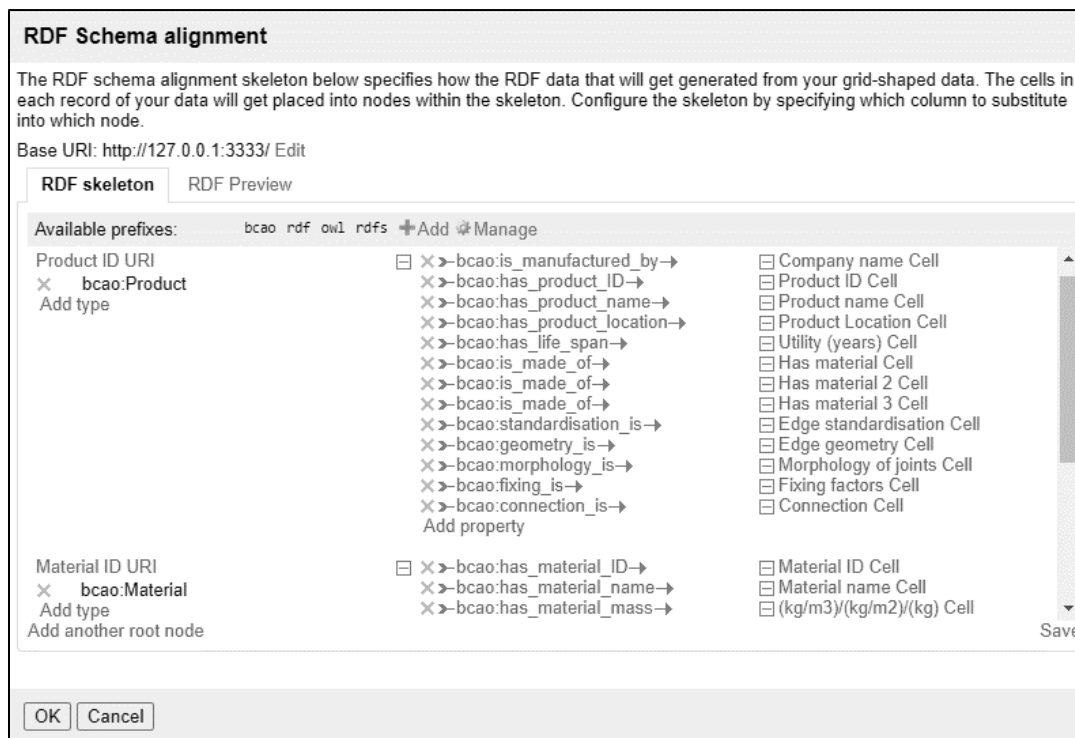 RDF Schema alignment
The RDF schema alignment skeleton below specifies how the RDF data that will get generated from your grid-shaped data. The cells in
each record of your data will get placed into nodes within the skeleton. Configure the skeleton by specifying which column to substitute
into which node.
Base URI: http://127.0.0.1:3333/ Edit
RDF skeleton RDF Preview
Available prefixes: bcao rdf owl rdfs Add Manage
Product ID URI bcao:is_manufactured_by Company name Cell
bcao:Product bcao:has_product_ID Product ID Cell
Add type bcao:has_product_name Product name Cell
bcao:has_product_location Product Location Cell
bcao:has_life_span Utility (years) Cell
bcao:is_made_of Has material Cell
bcao:is_made_of Has material 2 Cell
bcao:is_made_of Has material 3 Cell
bcao:standardisation_is Edge standardisation Cell
bcao:geometry_is Edge geometry Cell
bcao:morphology_is Morphology of joints Cell
bcao:fixing_is Fixing factors Cell
bcao:connection_is Connection Cell
Add property
Material ID URI bcao:has_material_ID Material ID Cell
bcao:Material bcao:has_material_name Material name Cell
Add type bcao:has_material_mass (kg/m3)/(kg/m2)/(kg) Cell
Add another root node Save
OK Cancel